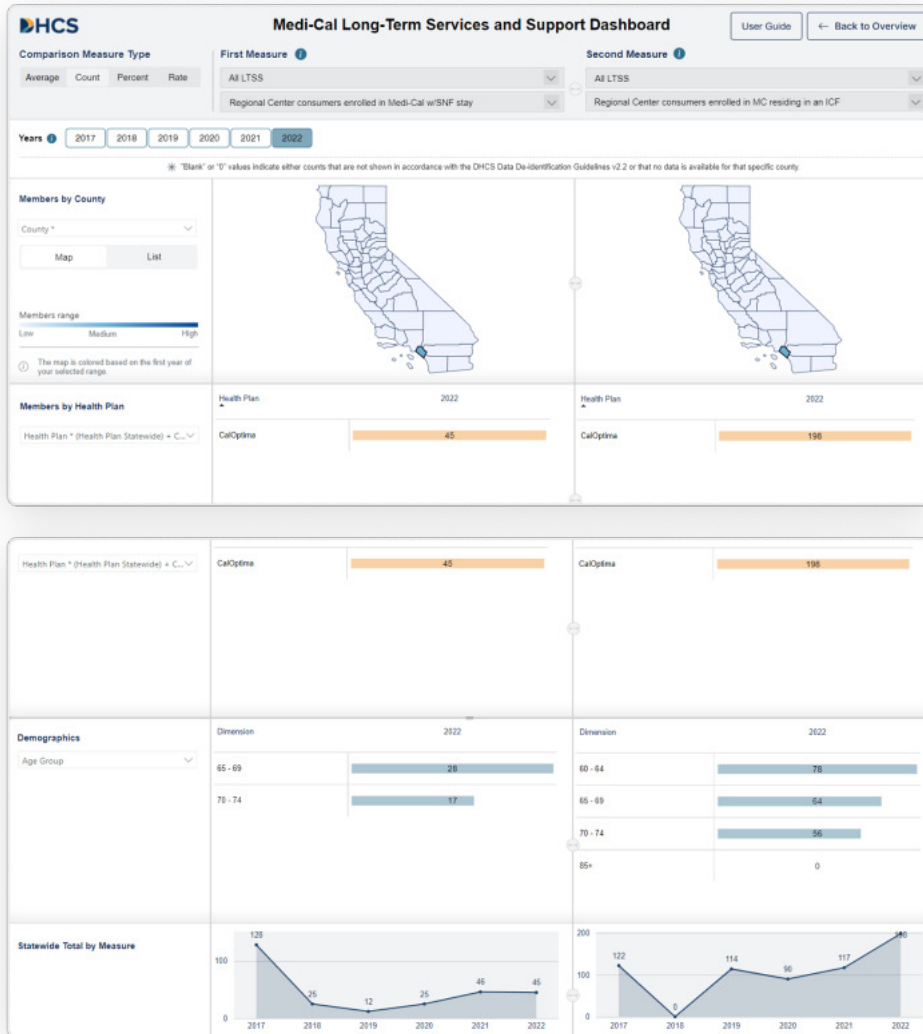 DHCS
Medi-Cal Long-Term Services and Support Dashboard
User Guide
← Back to Overview
Comparison Measure Type
First Measure
Second Measure
Average Count Percent Rate
All LTSS
All LTSS
Regional Center consumers enrolled in Medi-Cal w/SNF stay
Regional Center consumers enrolled in MC residing in an ICF
Years 2017 2018 2019 2020 2021 2022
"Blank" or "0" values indicate either counts that are not shown in accordance with the DHCS Data De-identification Guidelines v2.2 or that no data is available for that specific county.
Members by County
County *
Map List
Members range
Low Medium High
The map is colored based on the first year of
your selected range.
Members by Health Plan
Health Plan * (Health Plan Statewide) + C...
Health Plan 2022
CalOptima 45
Health Plan 2022
CalOptima 198
Health Plan * (Health Plan Statewide) + C...
CalOptima 45
CalOptima 198
Demographics
Age Group
Dimension 2022
65 - 69 28
70 - 74 17
Dimension 2022
60 - 64 78
65 - 69 64
70 - 74 56
85+ 0
Statewide Total by Measure
128
100
25
12
25
46
45
0
2017 2018 2019 2020 2021 2022
200
198
122
114
117
100
90
0
0
2017 2018 2019 2020 2021 2022